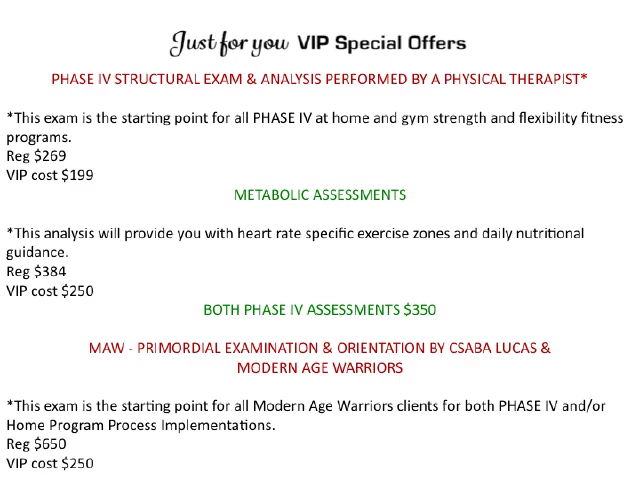 Just for you VIP Special Offers
PHASE IV STRUCTURAL EXAM & ANALYSIS PERFORMED BY A PHYSICAL THERAPIST*
*This exam is the starting point for all PHASE IV at home and gym strength and flexibility fitness
programs.
Reg $269
VIP cost $199
METABOLIC ASSESSMENTS
*This analysis will provide you with heart rate specific exercise zones and daily nutritional
guidance.
Reg $384
VIP cost $250
BOTH PHASE IV ASSESSMENTS $350
MAW - PRIMORDIAL EXAMINATION & ORIENTATION BY CSABA LUCAS &
MODERN AGE WARRIORS
*This exam is the starting point for all Modern Age Warriors clients for both PHASE IV and/or
Home Program Process Implementations.
Reg $650
VIP cost $250